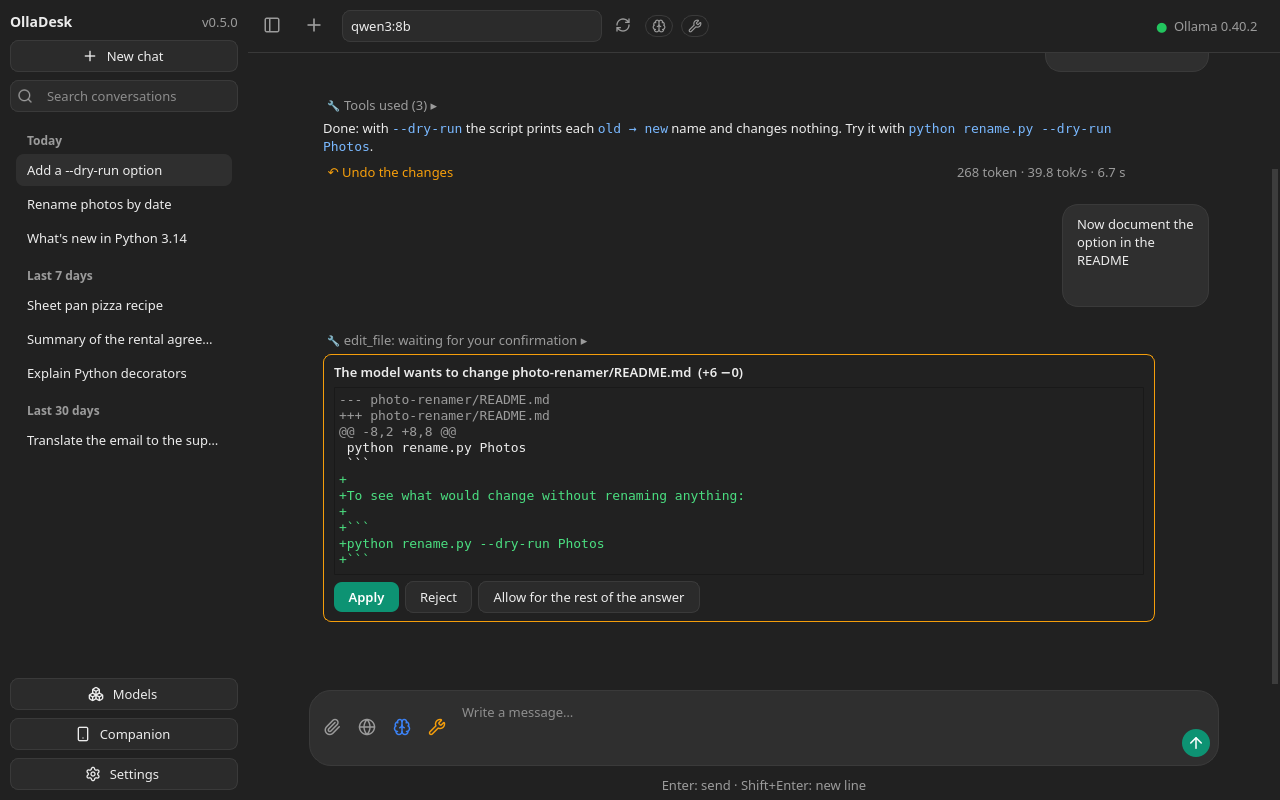 OllaDesk
v0.5.0
New chat
Search conversations
Today
Add a --dry-run option
Rename photos by date
What's new in Python 3.14
Last 7 days
Sheet pan pizza recipe
Summary of the rental agree...
Explain Python decorators
Last 30 days
Translate the email to the sup...
Models
Companion
Settings
qwen3:8b
Ollama 0.40.2
Tools used (3) ▸
Done: with --dry-run the script prints each old → new name and changes nothing. Try it with python rename.py --dry-run
Photos.
↶ Undo the changes
268 token · 39.8 tok/s · 6.7 s
Now document the
option in the
README
edit_file: waiting for your confirmation ▸
The model wants to change photo-renamer/README.md (+6 −0)
--- photo-renamer/README.md
+++ photo-renamer/README.md
@@ -8,2 +8,8 @@
 python rename.py Photos
 ```
+
+To see what would change without renaming anything:
+
+```
+python rename.py --dry-run Photos
+```
Apply
Reject
Allow for the rest of the answer
Write a message...
Enter: send · Shift+Enter: new line